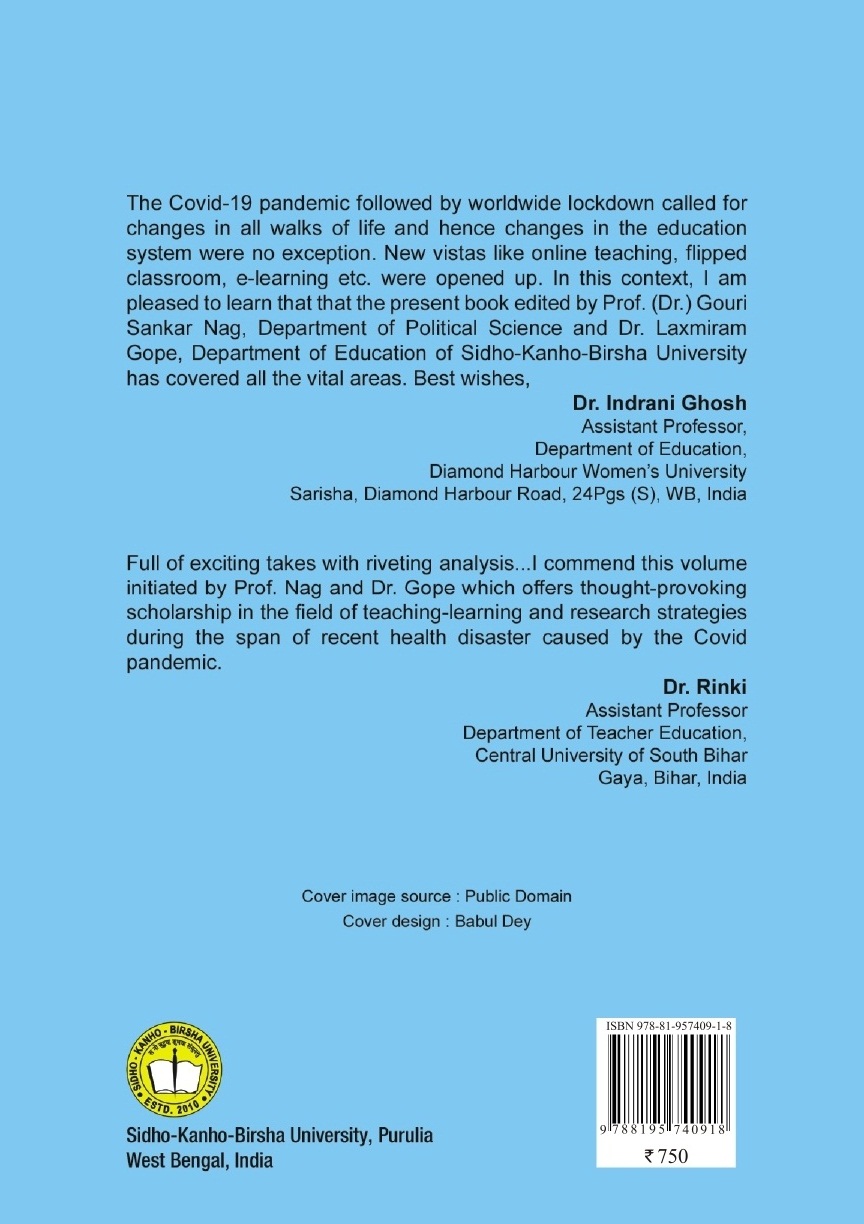 The Covid-19 pandemic followed by worldwide lockdown called for
changes in all walks of life and hence changes in the education
system were no exception. New vistas like online teaching, flipped
classroom, e-learning etc. were opened up. In this context, I am
pleased to learn that that the present book edited by Prof. (Dr.) Gouri
Sankar Nag, Department of Political Science and Dr. Laxmiram
Gope, Department of Education of Sidho-Kanho-Birsha University
has covered all the vital areas. Best wishes,
Dr. Indrani Ghosh
Assistant Professor,
Department of Education,
Diamond Harbour Women's University
Sarisha, Diamond Harbour Road, 24Pgs (S), WB, India
Full of exciting takes with riveting analysis...I commend this volume
initiated by Prof. Nag and Dr. Gope which offers thought-provoking
scholarship in the field of teaching-learning and research strategies
during the span of recent health disaster caused by the Covid
pandemic.
Dr. Rinki
Assistant Professor
Department of Teacher Education,
Central University of South Bihar
Gaya, Bihar, India
Cover image source : Public Domain
Cover design : Babul Dey
SIDHO - KANHO - BIRSHA UNIVERSITY
ESTD. 2010
Sidho-Kanho-Birsha University, Purulia
West Bengal, India
ISBN 978-81-957409-1-8
9 788195 740918
₹ 750